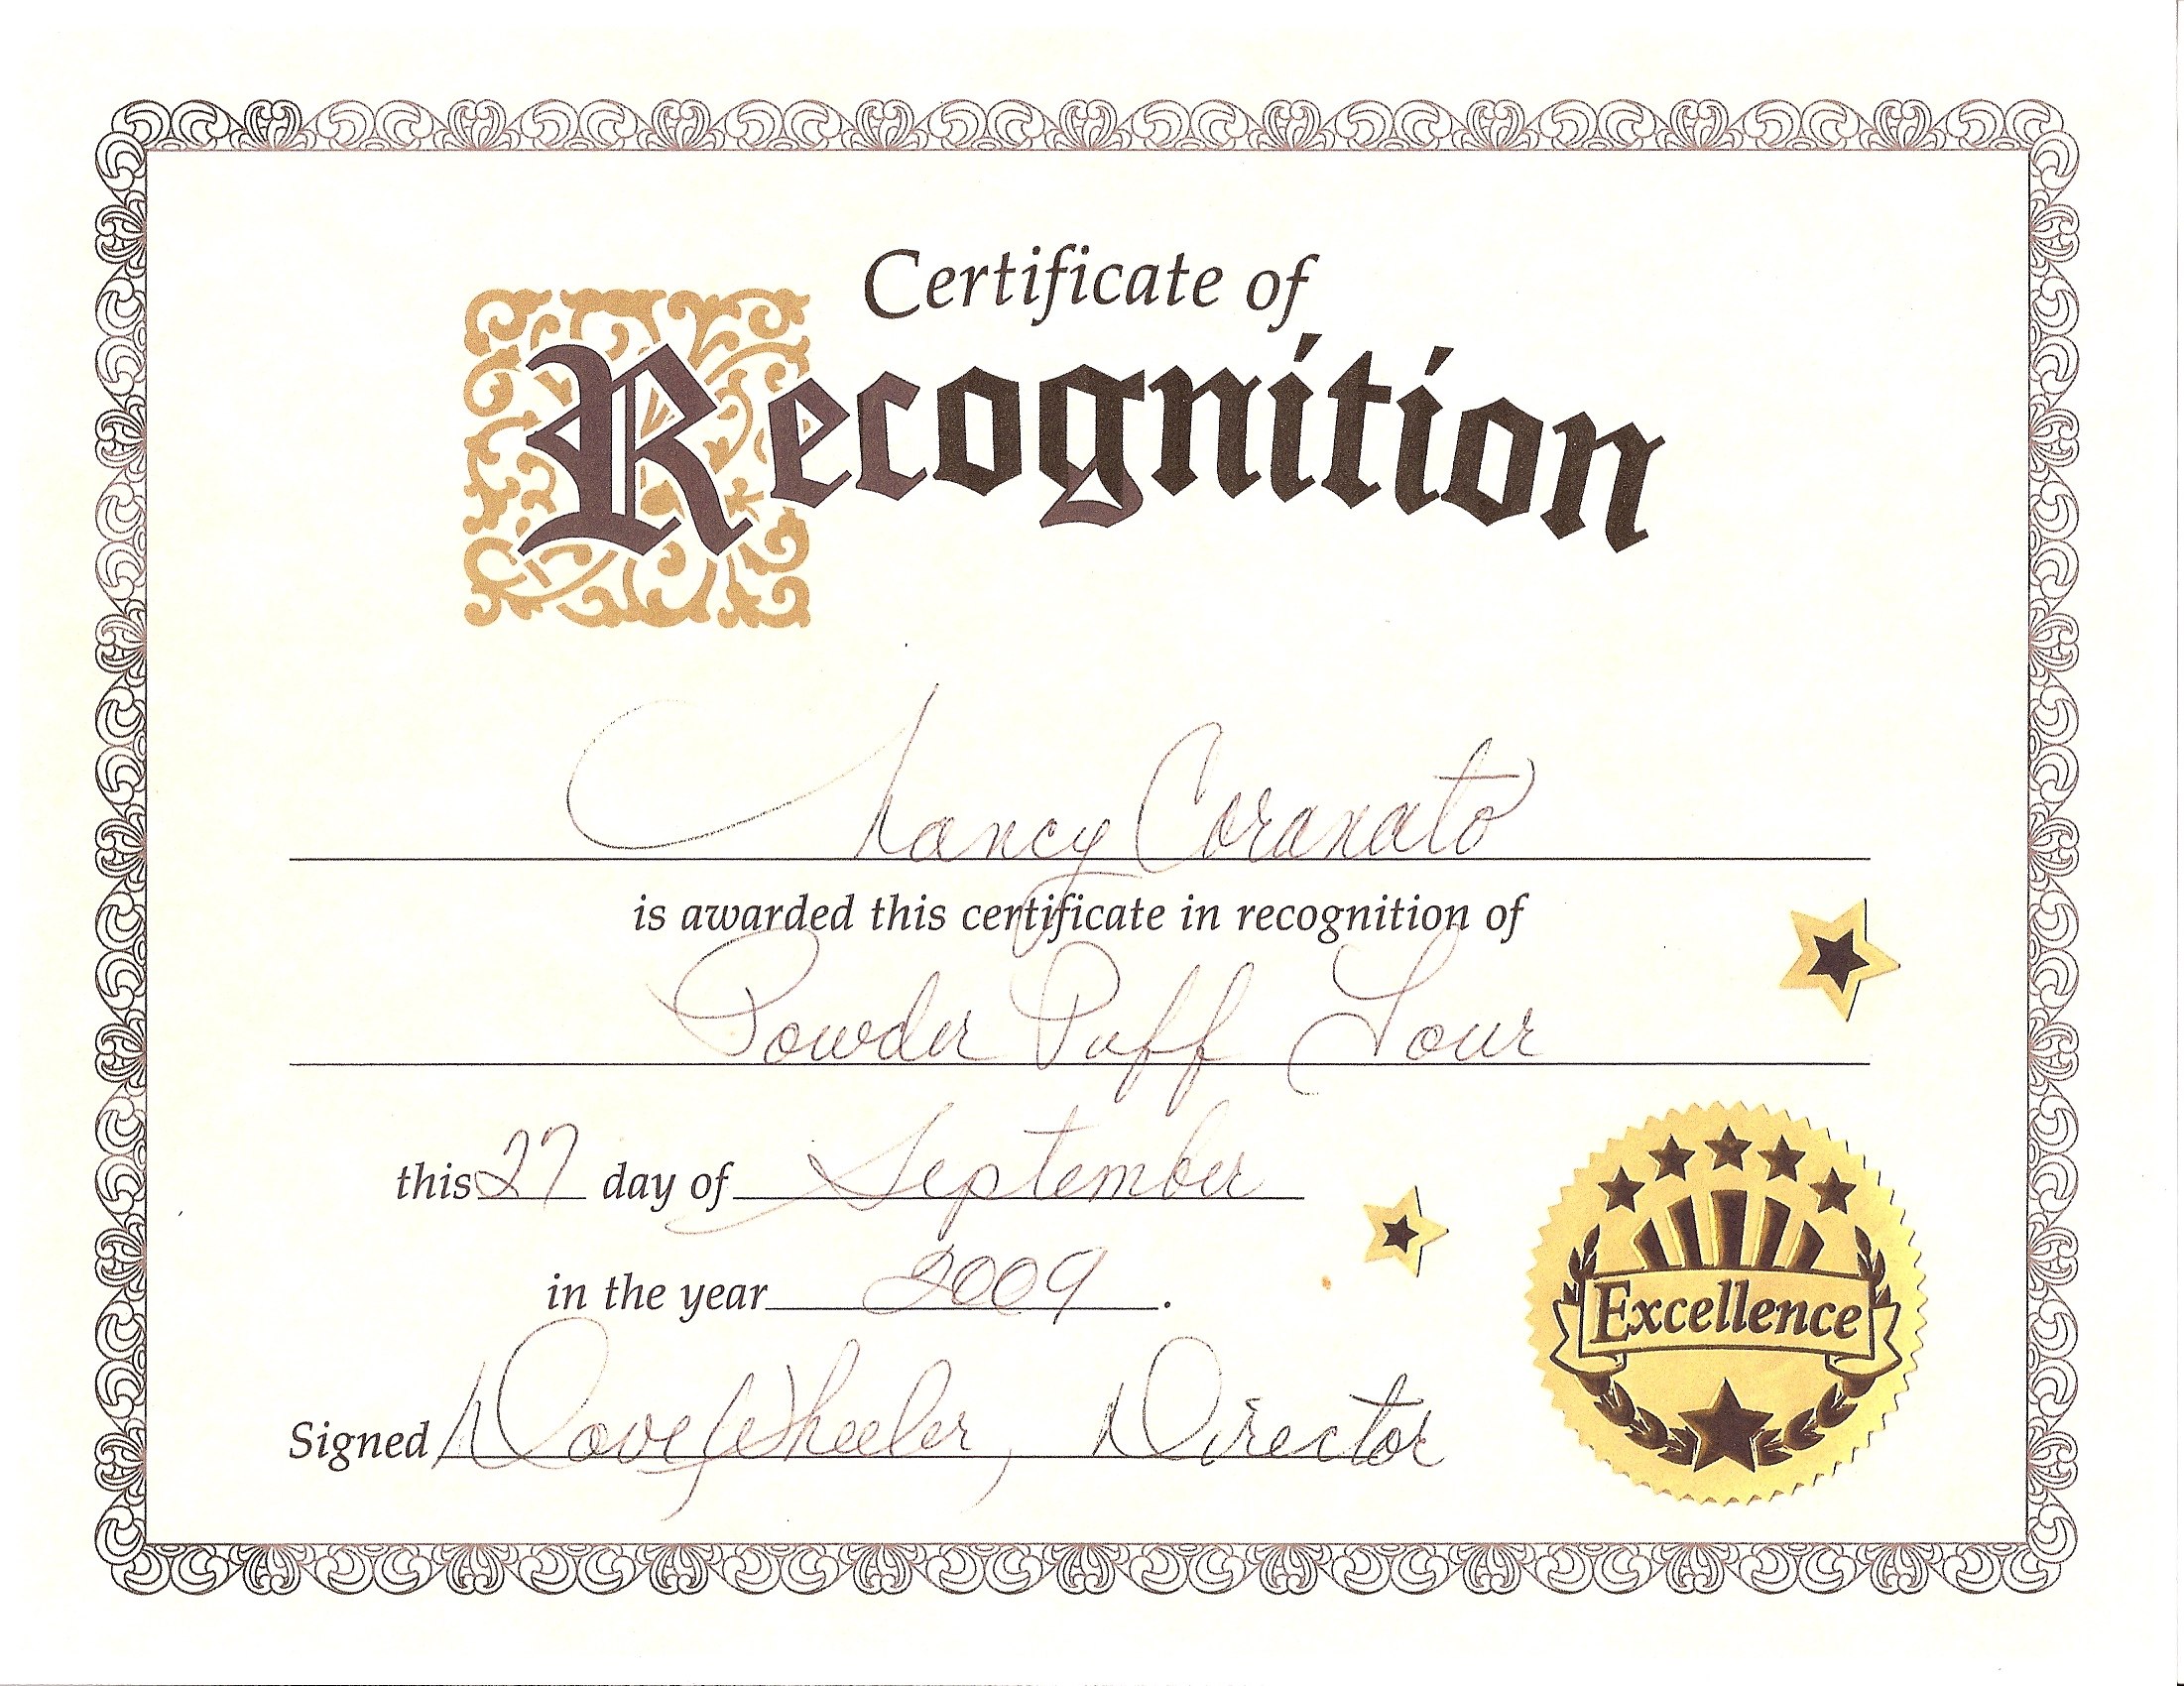 Certificate of
Recognition
Nancy Coranato
is awarded this certificate in recognition of
Powder Puff Tour
this 27 day of September
in the year 2009.
Signed Dove Wheeler, Director
Excellence